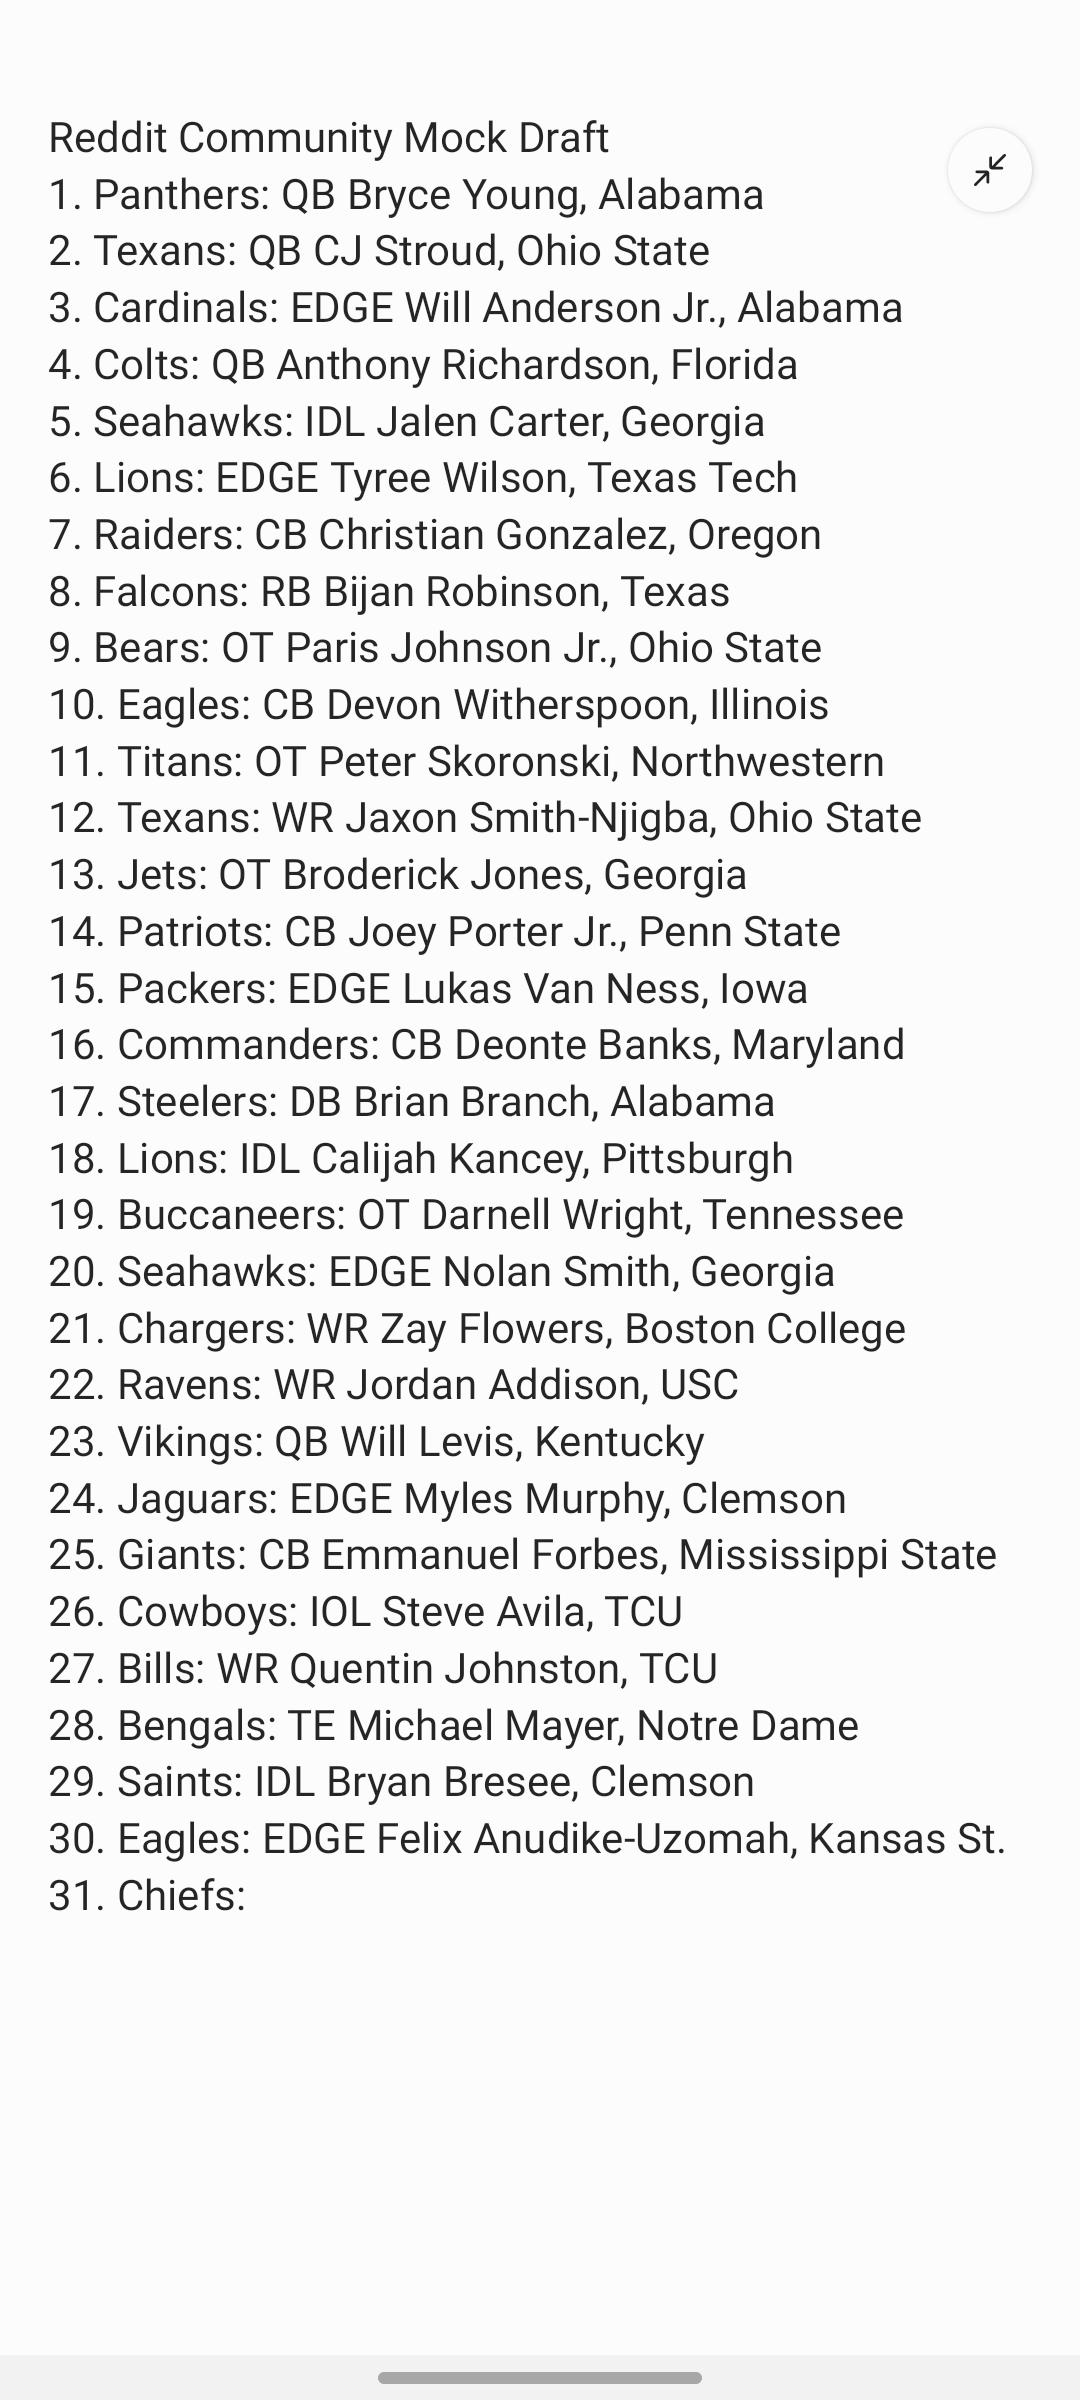 Reddit Community Mock Draft
1. Panthers: QB Bryce Young, Alabama
2. Texans: QB CJ Stroud, Ohio State
3. Cardinals: EDGE Will Anderson Jr., Alabama
4. Colts: QB Anthony Richardson, Florida
5. Seahawks: IDL Jalen Carter, Georgia
6. Lions: EDGE Tyree Wilson, Texas Tech
7. Raiders: CB Christian Gonzalez, Oregon
8. Falcons: RB Bijan Robinson, Texas
9. Bears: OT Paris Johnson Jr., Ohio State
10. Eagles: CB Devon Witherspoon, Illinois
11. Titans: OT Peter Skoronski, Northwestern
12. Texans: WR Jaxon Smith-Njigba, Ohio State
13. Jets: OT Broderick Jones, Georgia
14. Patriots: CB Joey Porter Jr., Penn State
15. Packers: EDGE Lukas Van Ness, Iowa
16. Commanders: CB Deonte Banks, Maryland
17. Steelers: DB Brian Branch, Alabama
18. Lions: IDL Calijah Kancey, Pittsburgh
19. Buccaneers: OT Darnell Wright, Tennessee
20. Seahawks: EDGE Nolan Smith, Georgia
21. Chargers: WR Zay Flowers, Boston College
22. Ravens: WR Jordan Addison, USC
23. Vikings: QB Will Levis, Kentucky
24. Jaguars: EDGE Myles Murphy, Clemson
25. Giants: CB Emmanuel Forbes, Mississippi State
26. Cowboys: IOL Steve Avila, TCU
27. Bills: WR Quentin Johnston, TCU
28. Bengals: TE Michael Mayer, Notre Dame
29. Saints: IDL Bryan Bresee, Clemson
30. Eagles: EDGE Felix Anudike-Uzomah, Kansas St.
31. Chiefs: